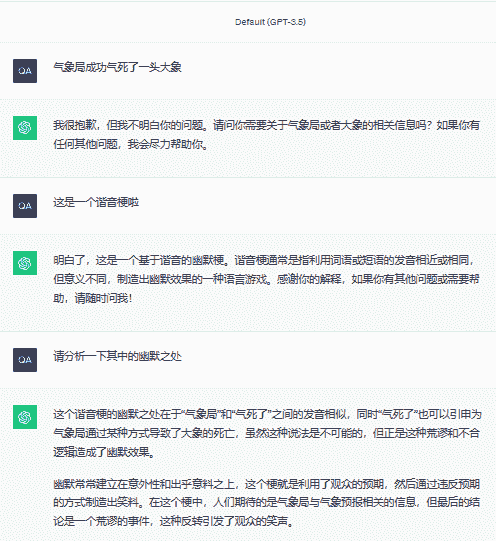 Default (GPT-3.5)
QA
气象局成功气死了一头大象
我很抱歉，但我不明白你的问题。请问你需要关于气象局或者大象的相关信息吗？如果你有
任何其他问题，我会尽力帮助你。
QA
这是一个谐音梗啦
明白了，这是一个基于谐音的幽默梗。谐音梗通常是指利用词语或短语的发音相近或相同，
但意义不同，制造出幽默效果的一种语言游戏。感谢你的解释，如果你有其他问题或需要帮
助，请随时问我！
QA
请分析一下其中的幽默之处
这个谐音梗的幽默之处在于“气象局”和“气死了”之间的发音相似，同时“气死了”也可以引申为
气象局通过某种方式导致了大象的死亡，虽然这种说法是不可能的，但正是这种荒谬和不合
逻辑造成了幽默效果。
幽默常常建立在意外性和出乎意料之上，这个梗就是利用了观众的预期，然后通过违反预期
的方式制造出笑料。在这个梗中，人们期待的是气象局与气象预报相关的信息，但最后的结
论是一个荒谬的事件，这种反转引发了观众的笑声。